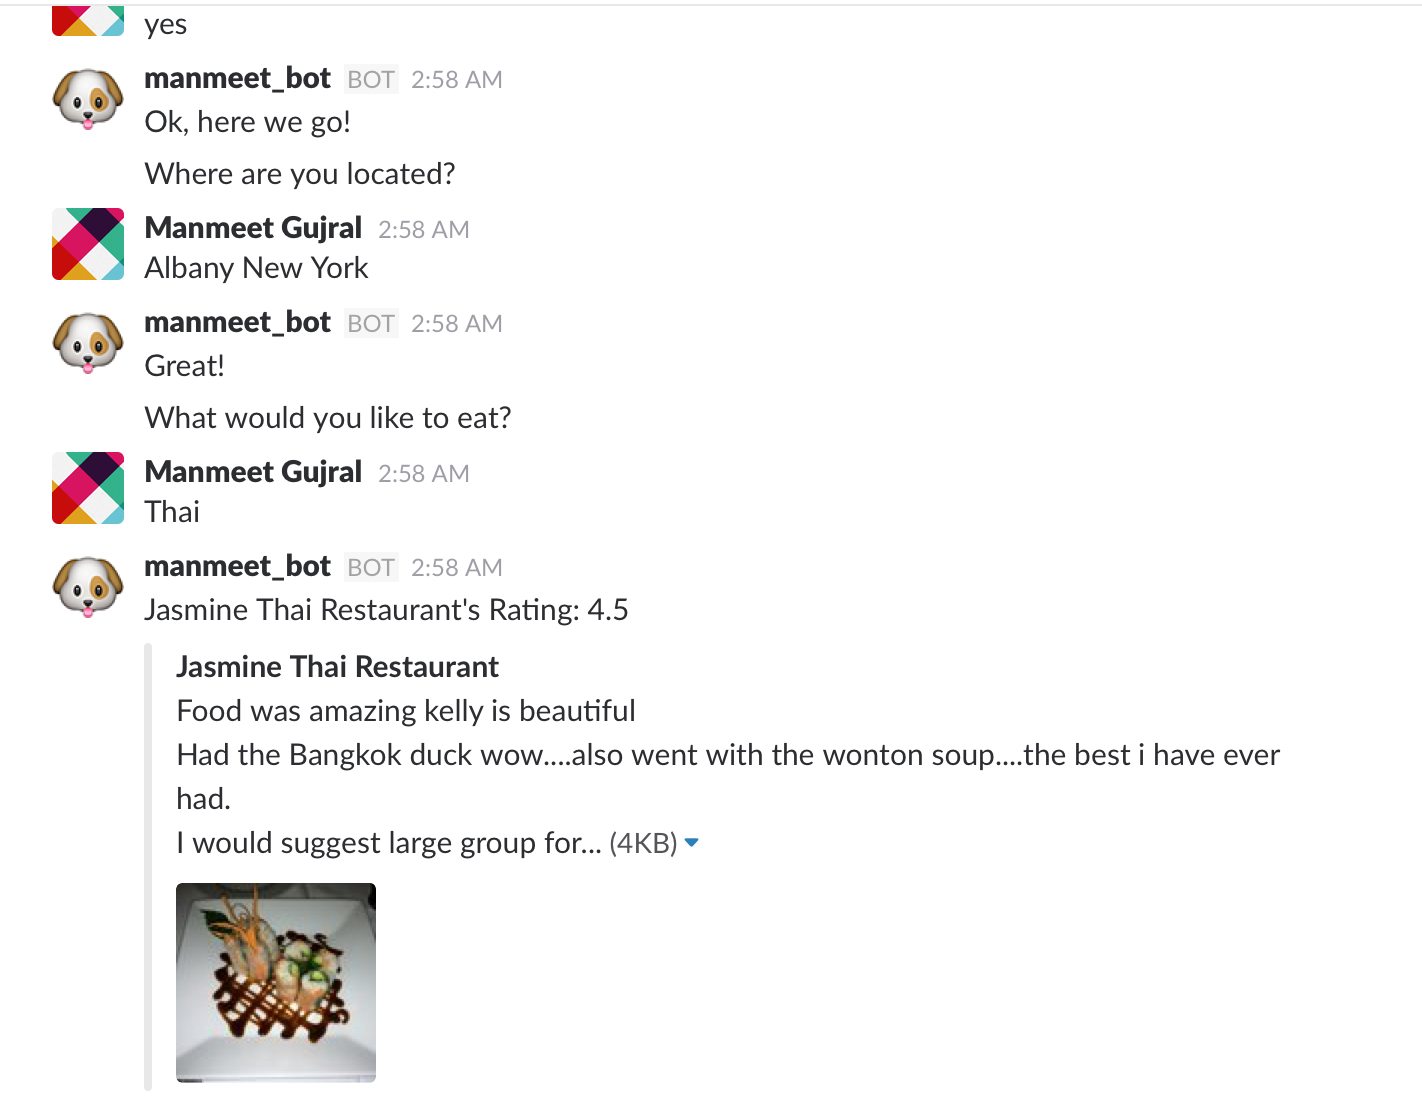 yes
manmeet_bot BOT 2:58 AM
Ok, here we go!
Where are you located?
Manmeet Gujral 2:58 AM
Albany New York
manmeet_bot BOT 2:58 AM
Great!
What would you like to eat?
Manmeet Gujral 2:58 AM
Thai
manmeet_bot BOT 2:58 AM
Jasmine Thai Restaurant's Rating: 4.5
Jasmine Thai Restaurant
Food was amazing kelly is beautiful
Had the Bangkok duck wow....also went with the wonton soup....the best i have ever
had.
I would suggest large group for... (4KB)